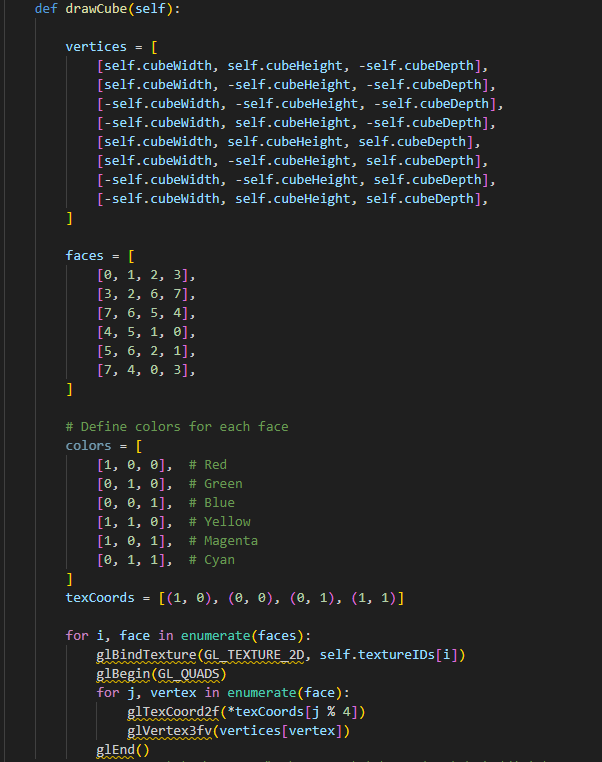 def drawCube(self):
vertices = [
[self.cubeWidth, self.cubeHeight, -self.cubeDepth],
[self.cubeWidth, -self.cubeHeight, -self.cubeDepth],
[-self.cubeWidth, -self.cubeHeight, -self.cubeDepth],
[-self.cubeWidth, self.cubeHeight, -self.cubeDepth],
[self.cubeWidth, self.cubeHeight, self.cubeDepth],
[self.cubeWidth, -self.cubeHeight, self.cubeDepth],
[-self.cubeWidth, -self.cubeHeight, self.cubeDepth],
[-self.cubeWidth, self.cubeHeight, self.cubeDepth],
]
faces = [
[0, 1, 2, 3],
[3, 2, 6, 7],
[7, 6, 5, 4],
[4, 5, 1, 0],
[5, 6, 2, 1],
[7, 4, 0, 3],
]
# Define colors for each face
colors = [
[1, 0, 0],  # Red
[0, 1, 0],  # Green
[0, 0, 1],  # Blue
[1, 1, 0],  # Yellow
[1, 0, 1],  # Magenta
[0, 1, 1],  # Cyan
]
texCoords = [(1, 0), (0, 0), (0, 1), (1, 1)]
for i, face in enumerate(faces):
glBindTexture(GL_TEXTURE_2D, self.textureIDs[i])
glBegin(GL_QUADS)
for j, vertex in enumerate(face):
glTexCoord2f(*texCoords[j % 4])
glVertex3fv(vertices[vertex])
glEnd()